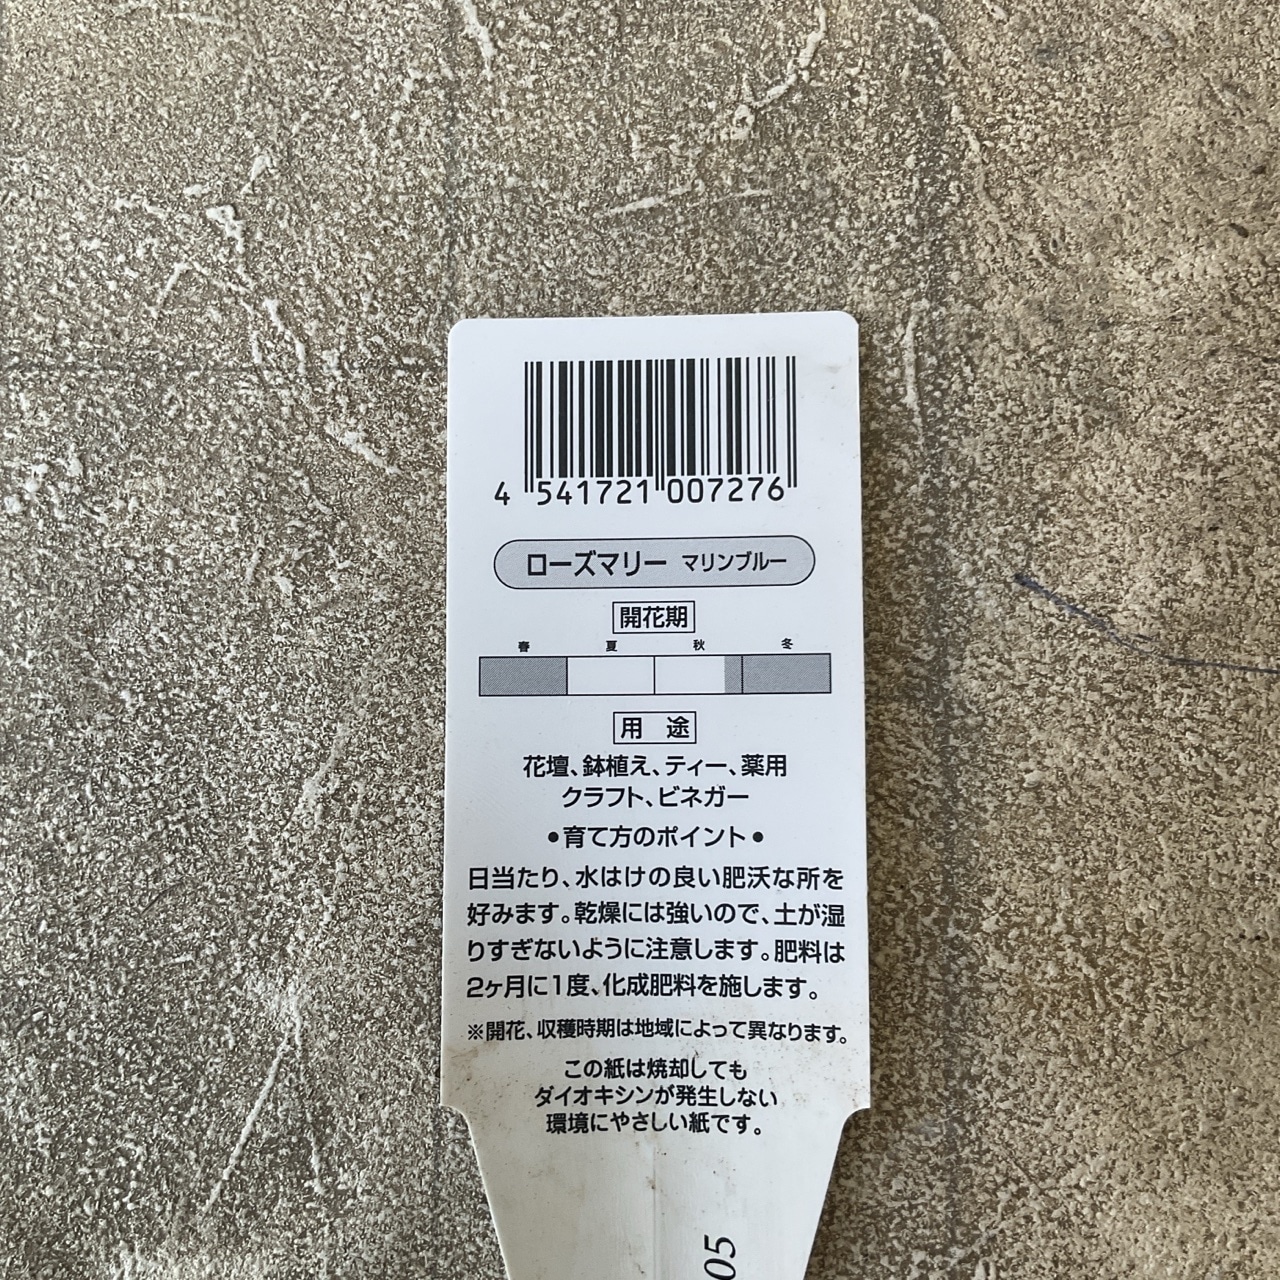 4 541721 007276
ローズマリー マリンブルー
開花期
春 夏 秋 冬
用 途
花壇、鉢植え、ティー、薬用
クラフト、ビネガー
●育て方のポイント●
日当たり、水はけの良い肥沃な所を
好みます。乾燥には強いので、土が湿
りすぎないように注意します。肥料は
2ヶ月に1度、化成肥料を施します。
※開花、収穫時期は地域によって異なります。
この紙は焼却しても
ダイオキシンが発生しない
環境にやさしい紙です。
05